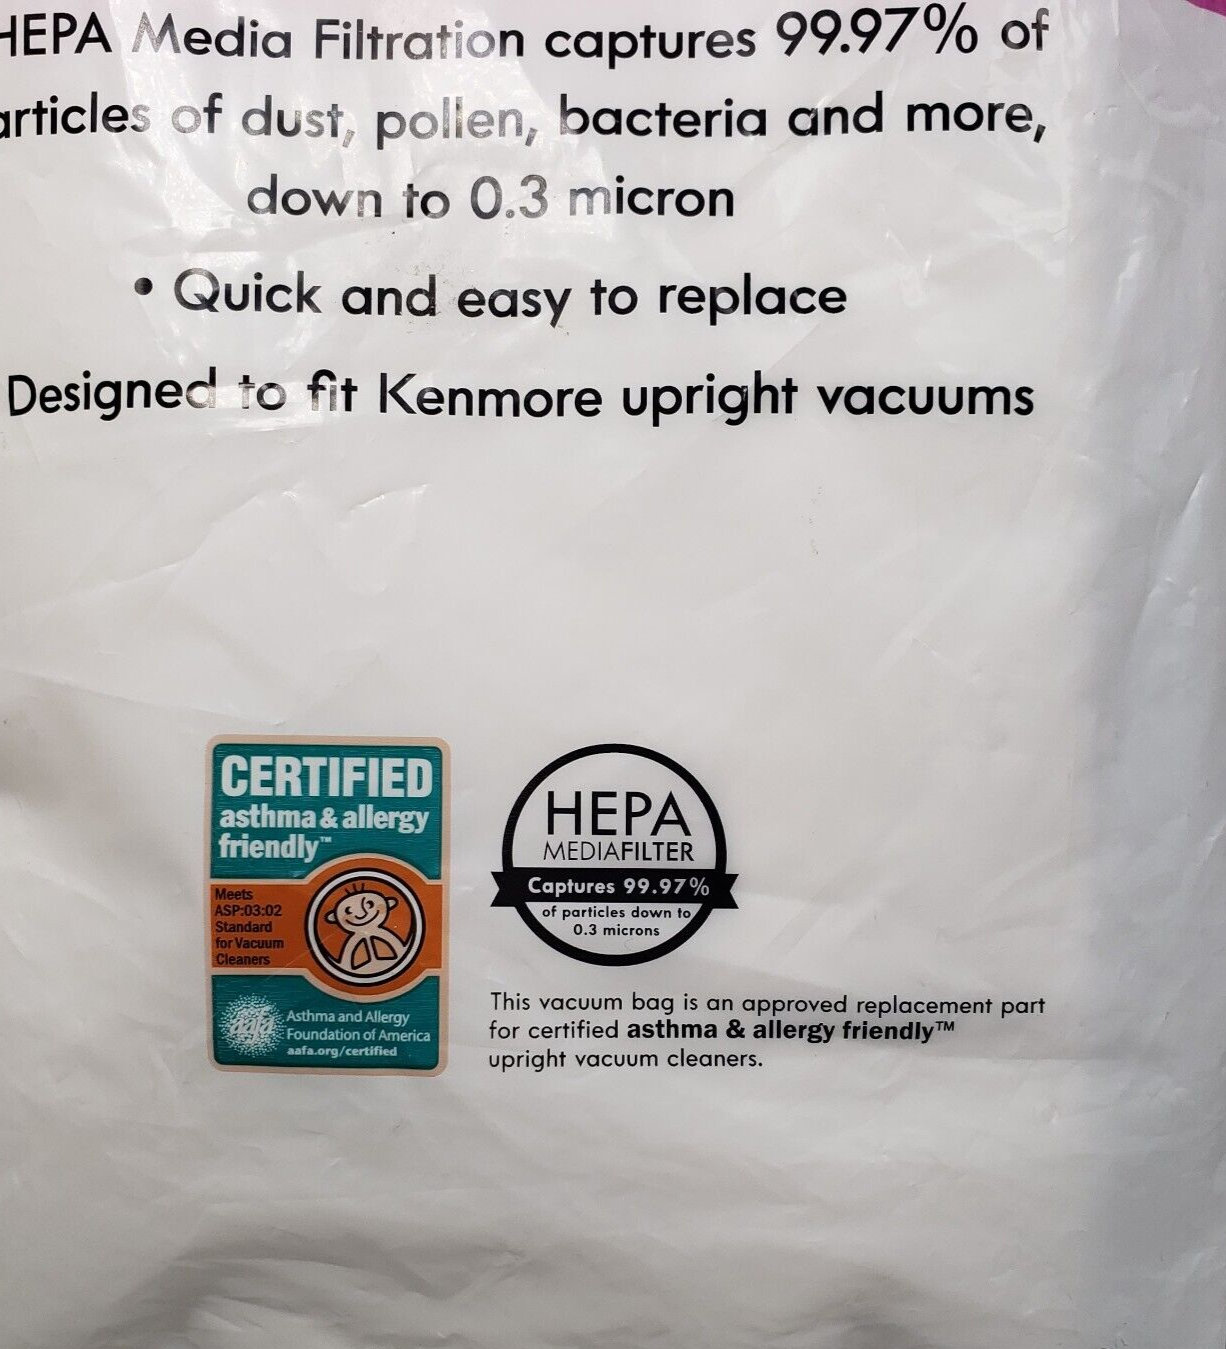 HEPA Media Filtration captures 99.97% of
articles of dust, pollen, bacteria and more,
down to 0.3 micron
• Quick and easy to replace
Designed to fit Kenmore upright vacuums
CERTIFIED
asthma & allergy
friendly™
Meets
ASP:03:02
Standard
for Vacuum
Cleaners
aafa
Asthma and Allergy
Foundation of America
aafa.org/certified
HEPA
MEDIAFILTER
Captures 99.97%
of particles down to
0.3 microns
This vacuum bag is an approved replacement part
for certified asthma & allergy friendly™
upright vacuum cleaners.